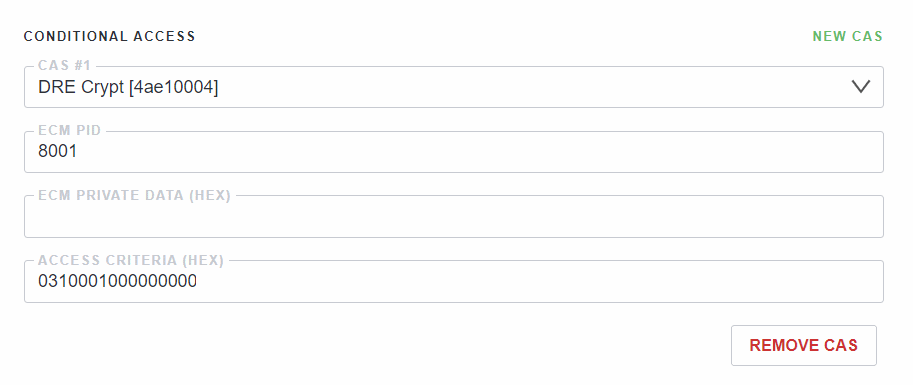 CONDITIONAL ACCESS
NEW CAS
CAS #1
DRE Crypt [4ae10004]
ECM PID
8001
ECM PRIVATE DATA (HEX)
ACCESS CRITERIA (HEX)
0310001000000000
REMOVE CAS